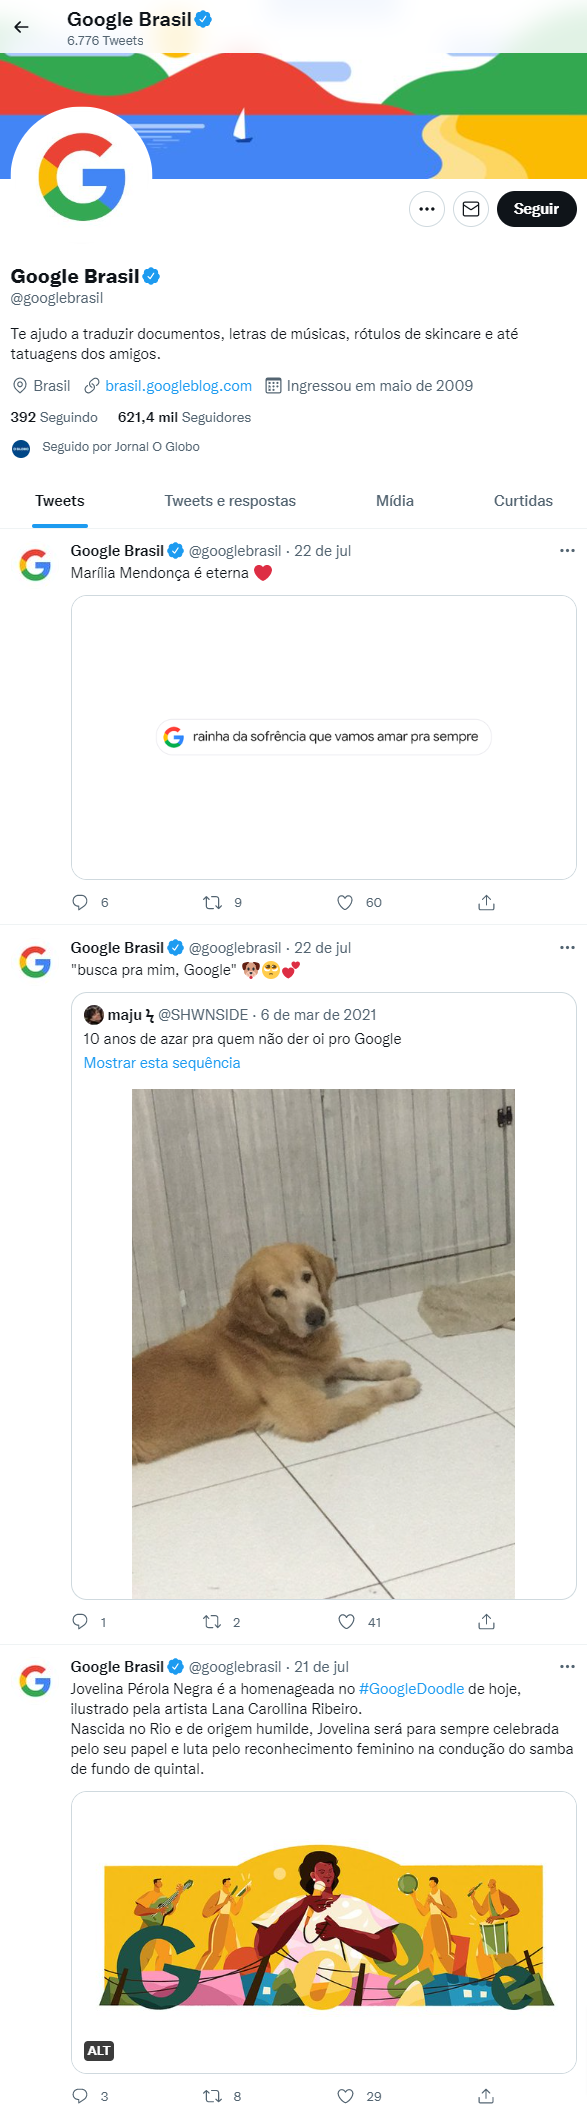 Google Brasil
6.776 Tweets
Seguir
Google Brasil
@googlebrasil
Te ajudo a traduzir documentos, letras de músicas, rótulos de skincare e até
tatuagens dos amigos.
Brasil brasil.googleblog.com Ingressou em maio de 2009
392 Seguindo 621,4 mil Seguidores
Seguido por Jornal O Globo
Tweets Tweets e respostas Mídia Curtidas
Google Brasil @googlebrasil · 22 de jul
Marília Mendonça é eterna ❤️
rainha da sofrência que vamos amar pra sempre
6 9 60
Google Brasil @googlebrasil · 22 de jul
"busca pra mim, Google" 🐶🥺💕
maju ϟ @SHWNSIDE · 6 de mar de 2021
10 anos de azar pra quem não der oi pro Google
Mostrar esta sequência
1 2 41
Google Brasil @googlebrasil · 21 de jul
Jovelina Pérola Negra é a homenageada no #GoogleDoodle de hoje,
ilustrado pela artista Lana Carollina Ribeiro.
Nascida no Rio e de origem humilde, Jovelina será para sempre celebrada
pelo seu papel e luta pelo reconhecimento feminino na condução do samba
de fundo de quintal.
Google
ALT
3 8 29